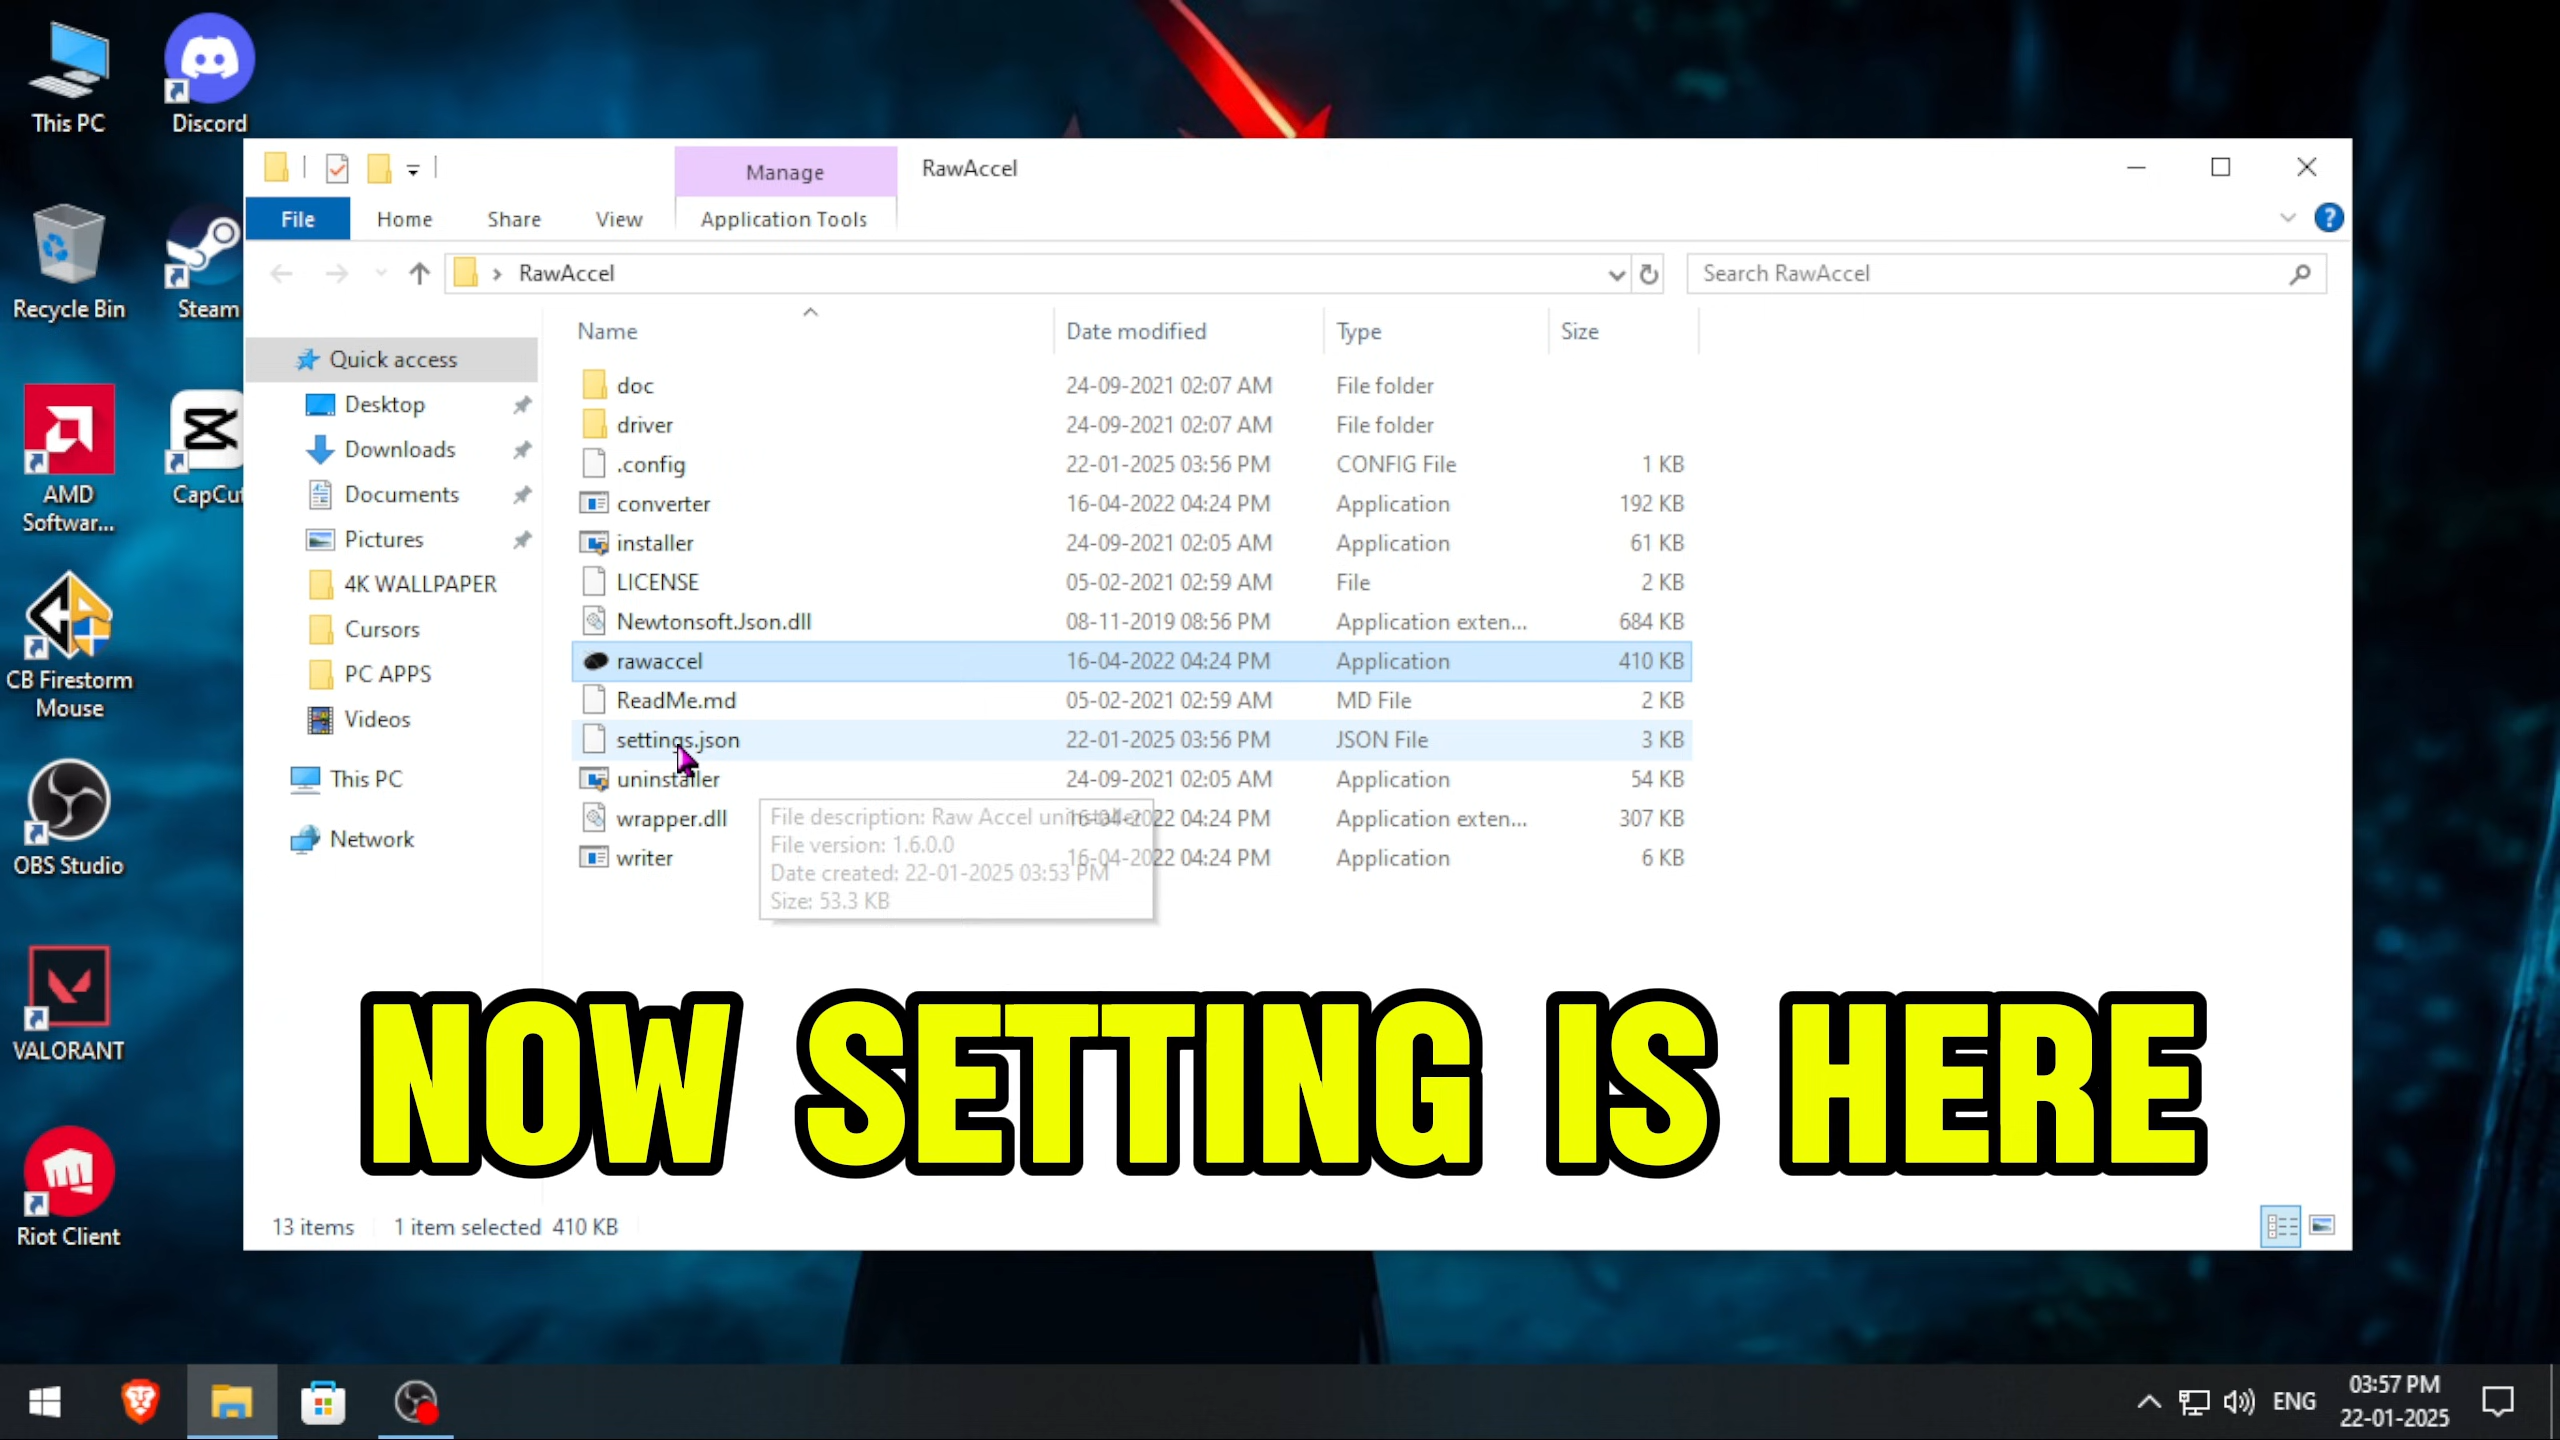 This PC
Discord
Recycle Bin
Steam
AMD
Softwar...
CapCut
CB Firestorm
Mouse
OBS Studio
VALORANT
Riot Client
Manage
RawAccel
File
Home
Share
View
Application Tools
RawAccel
Search RawAccel
Quick access
Desktop
Downloads
Documents
Pictures
4K WALLPAPER
Cursors
PC APPS
Videos
This PC
Network
Name Date modified Type Size
doc 24-09-2021 02:07 AM File folder
driver 24-09-2021 02:07 AM File folder
.config 22-01-2025 03:56 PM CONFIG File 1 KB
converter 16-04-2022 04:24 PM Application 192 KB
installer 24-09-2021 02:05 AM Application 61 KB
LICENSE 05-02-2021 02:59 AM File 2 KB
Newtonsoft.Json.dll 08-11-2019 08:56 PM Application exten... 684 KB
rawaccel 16-04-2022 04:24 PM Application 410 KB
ReadMe.md 05-02-2021 02:59 AM MD File 2 KB
settings.json 22-01-2025 03:56 PM JSON File 3 KB
uninstaller 24-09-2021 02:05 AM Application 54 KB
wrapper.dll 16-04-2022 04:24 PM Application exten... 307 KB
writer 16-04-2022 04:24 PM Application 6 KB
File description: Raw Accel uninstaller
File version: 1.6.0.0
Date created: 22-01-2025 03:53 PM
Size: 53.3 KB
NOW SETTING IS HERE
13 items 1 item selected 410 KB
ENG
03:57 PM
22-01-2025